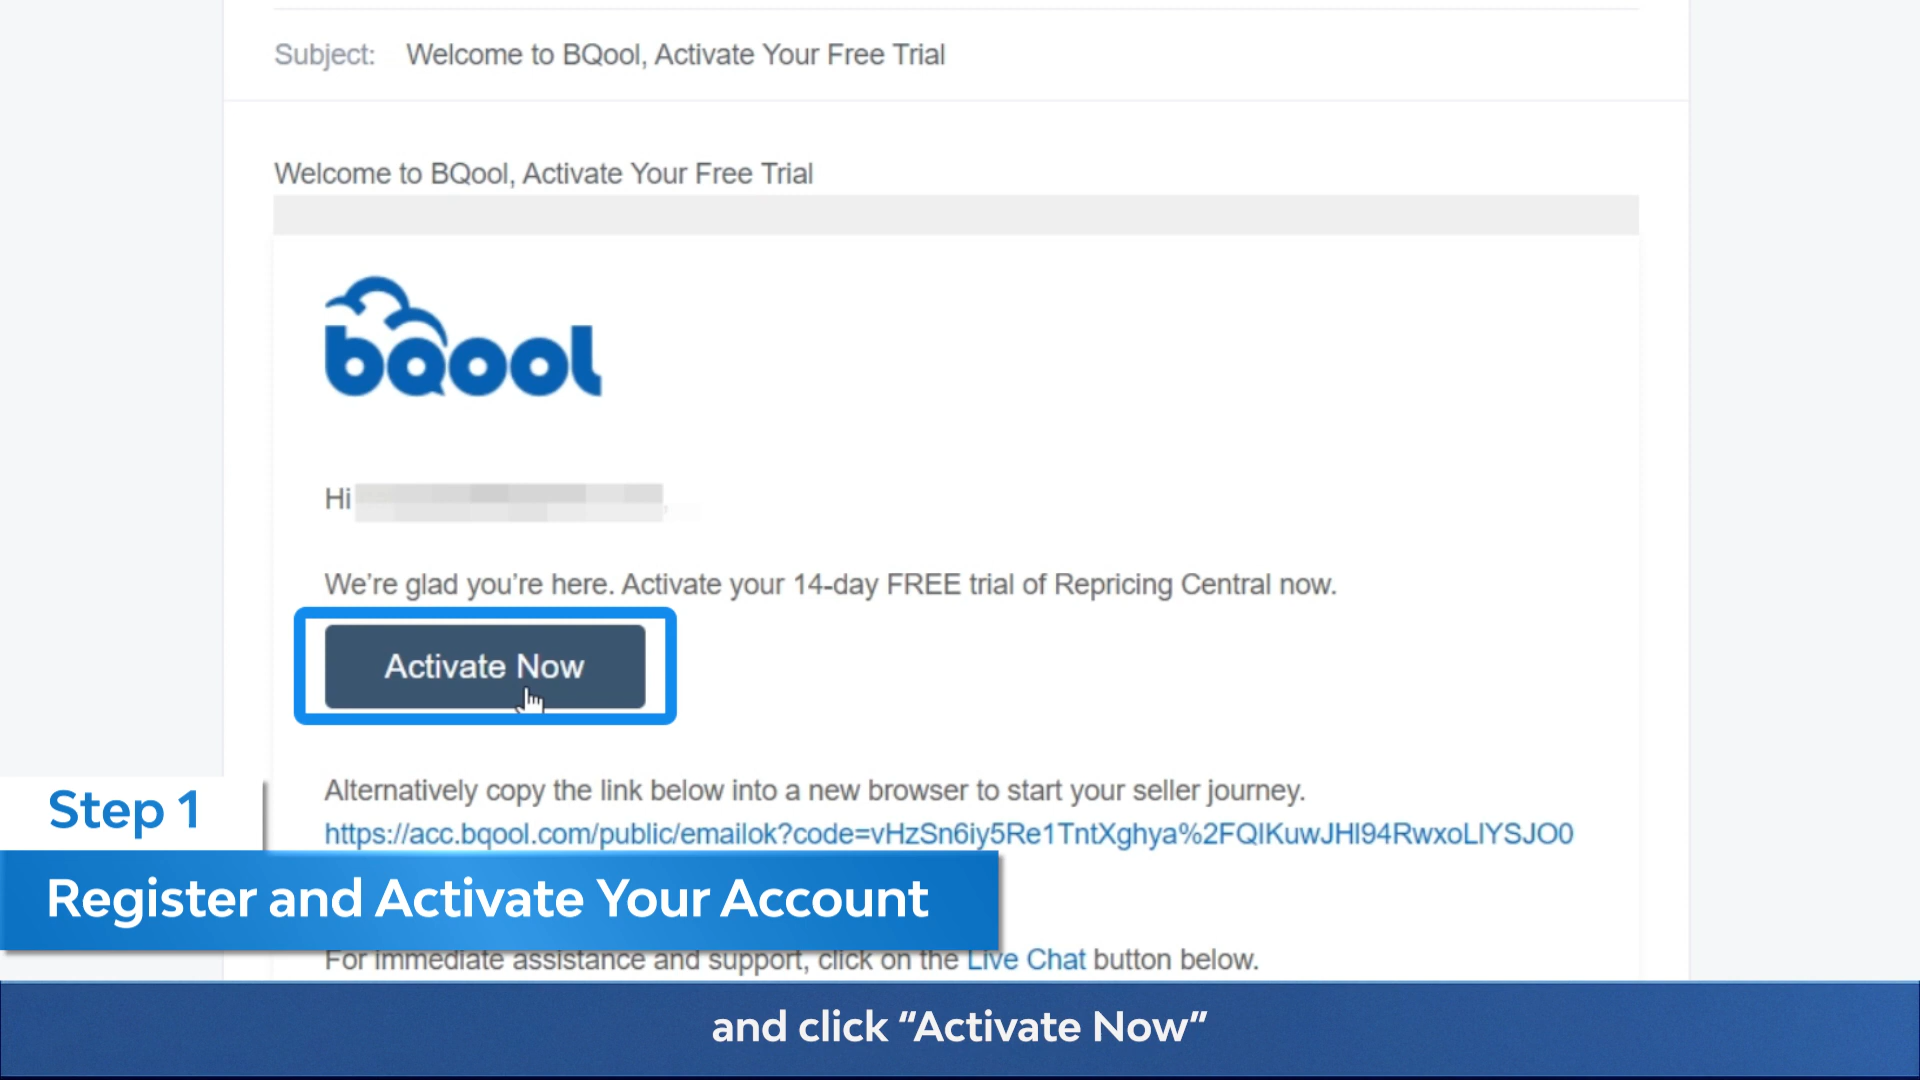 Subject: Welcome to BQool, Activate Your Free Trial
Welcome to BQool, Activate Your Free Trial
bqool
Hi
We're glad you're here. Activate your 14-day FREE trial of Repricing Central now.
Activate Now
Alternatively copy the link below into a new browser to start your seller journey.
https://acc.bqool.com/public/emailok?code=vHzSn6iy5Re1TntXghya%2FQIKuwJHI94RwxoLIYSJO0
Step 1
Register and Activate Your Account
For immediate assistance and support, click on the Live Chat button below.
and click “Activate Now”